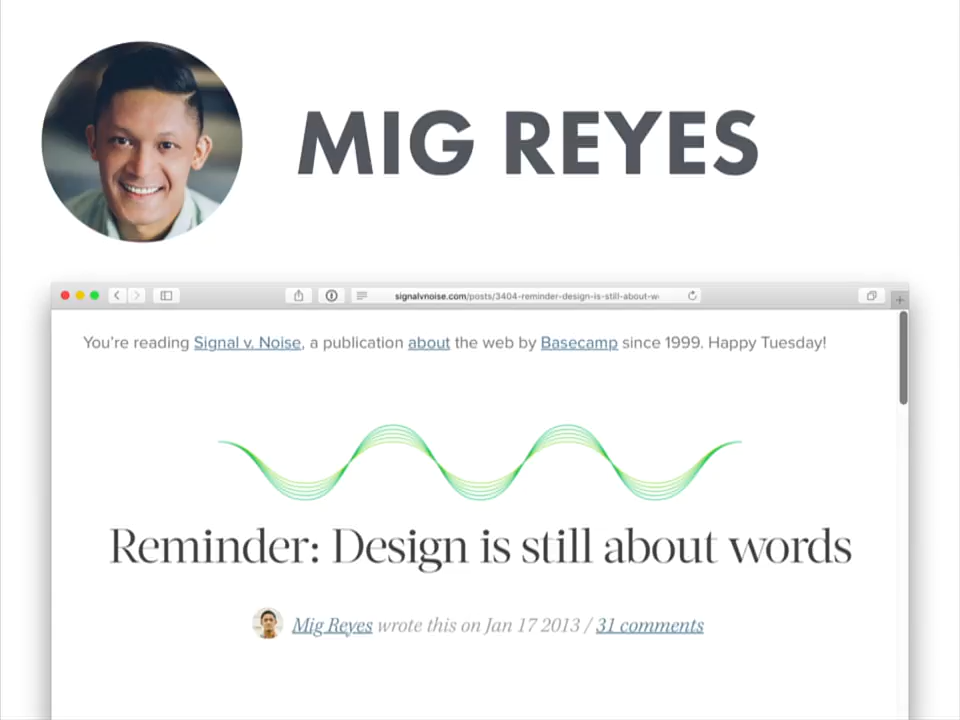 MIG REYES
signalvnoise.com/posts/3404-reminder-design-is-still-about-w
You're reading Signal v. Noise, a publication about the web by Basecamp since 1999. Happy Tuesday!
Reminder: Design is still about words
Mig Reyes wrote this on Jan 17 2013 / 31 comments